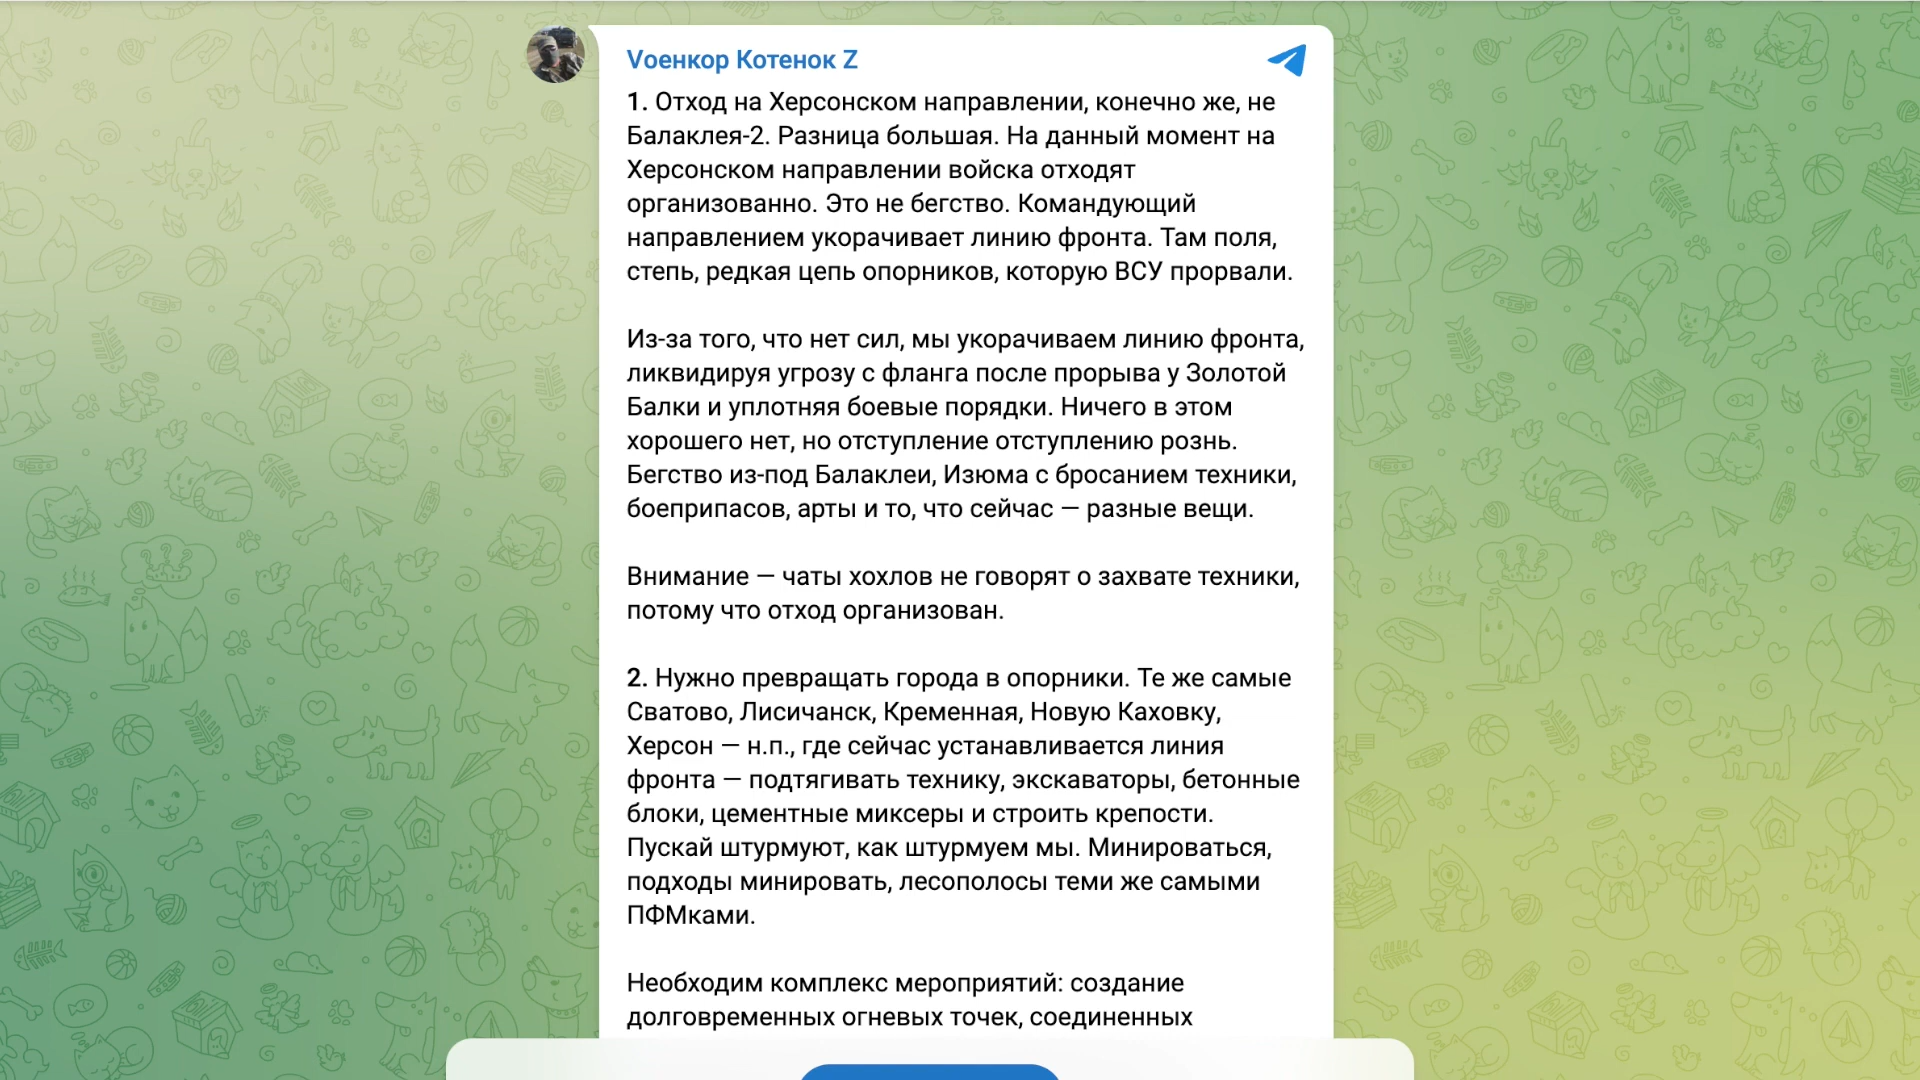 Vоенкор Котенок Z
1. Отход на Херсонском направлении, конечно же, не
Балаклея-2. Разница большая. На данный момент на
Херсонском направлении войска отходят
организованно. Это не бегство. Командующий
направлением укорачивает линию фронта. Там поля,
степь, редкая цепь опорников, которую ВСУ прорвали.
Из-за того, что нет сил, мы укорачиваем линию фронта,
ликвидируя угрозу с фланга после прорыва у Золотой
Балки и уплотняя боевые порядки. Ничего в этом
хорошего нет, но отступление отступлению рознь.
Бегство из-под Балаклеи, Изюма с бросанием техники,
боеприпасов, арты и то, что сейчас — разные вещи.
Внимание — чаты хохлов не говорят о захвате техники,
потому что отход организован.
2. Нужно превращать города в опорники. Те же самые
Сватово, Лисичанск, Кременная, Новую Каховку,
Херсон — н.п., где сейчас устанавливается линия
фронта — подтягивать технику, экскаваторы, бетонные
блоки, цементные миксеры и строить крепости.
Пускай штурмуют, как штурмуем мы. Минироваться,
подходы минировать, лесополосы теми же самыми
ПФМками.
Необходим комплекс мероприятий: создание
долговременных огневых точек, соединенных